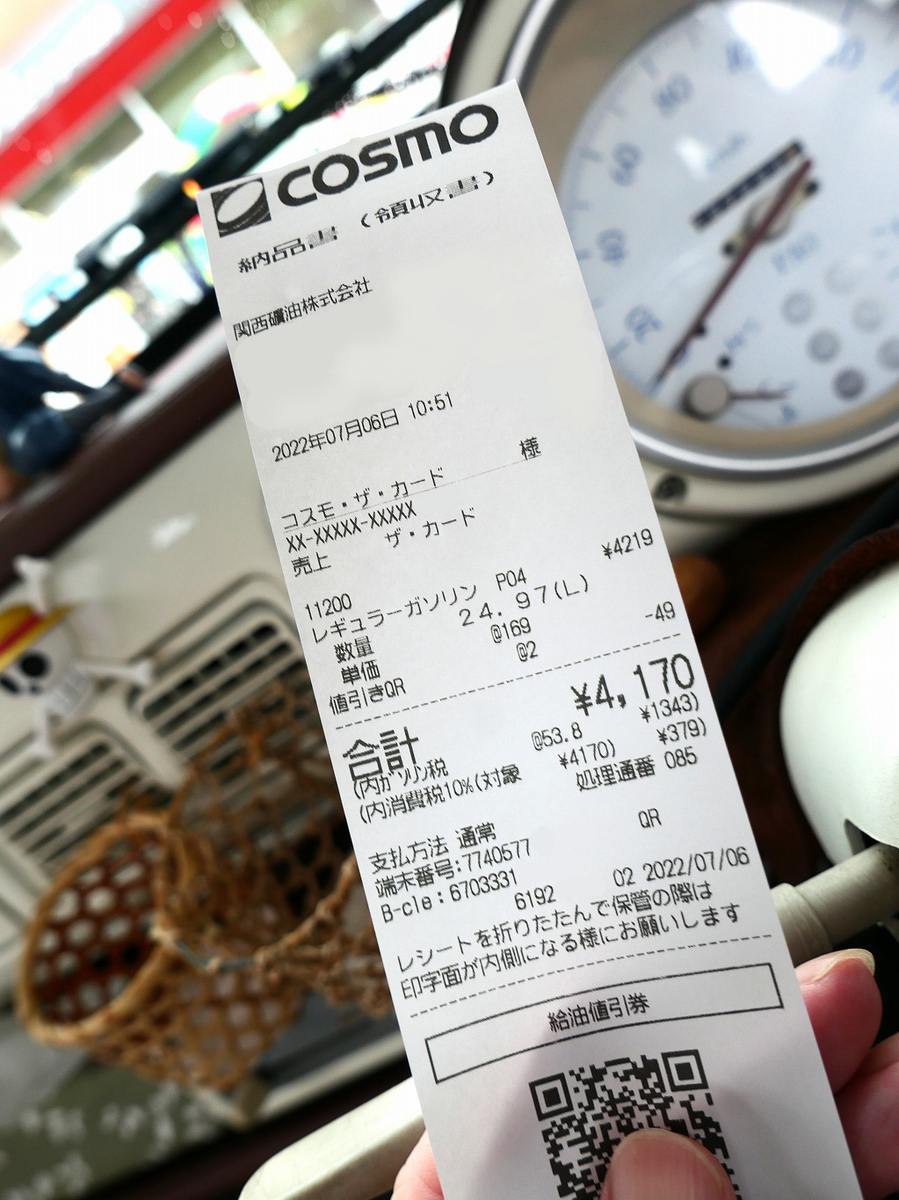 COSMO
納品書 (領収書)
関西礦油株式会社
2022年07月06日 10:51
様
コスモ・ザ・カード
XX-XXXXX-XXXXX
売上 ザ・カード
11200 ¥4219
レギュラーガソリン P04
数量 24.97(L)
単価 @169
値引きQR @2 -49
合計 ¥4,170
(内ガソリン税 @53.8 ¥1343)
(内消費税10%(対象 ¥4170) ¥379)
処理通番 085
支払方法 通常 QR
端末番号:7740577
B-cle:6703331
6192 02 2022/07/06
レシートを折りたたんで保管の際は
印字面が内側になる様にお願いします
給油値引券